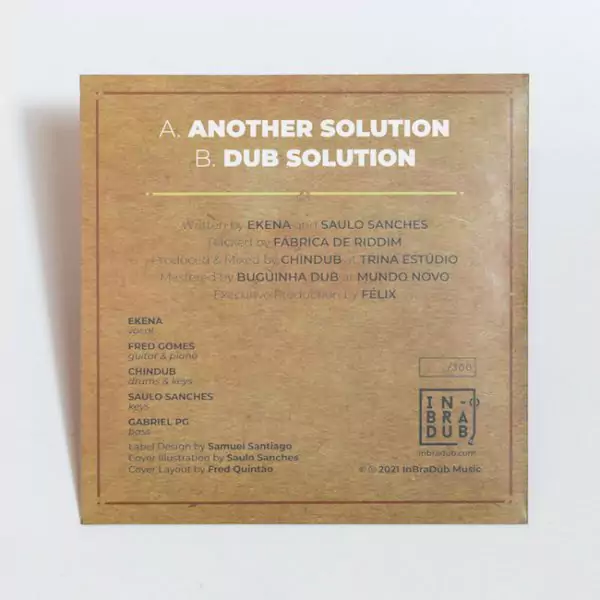 A. ANOTHER SOLUTION
B. DUB SOLUTION
Written by EKENA and SAULO SANCHES
Played by FÁBRICA DE RIDDIM
Produced & Mixed by CHINDUB at TRINA ESTÚDIO
Mastered by BUGUINHA DUB at MUNDO NOVO
Executive Production by FÉLIX
EKENA
vocal
FRED GOMES
guitar & piano
CHINDUB
drums & keys
SAULO SANCHES
keys
GABRIEL PG
bass
Label Design by Samuel Santiago
Cover Illustration by Saulo Sanches
Cover Layout by Fred Quintão
/300
IN-
BRA
DUB
inbradub.com
℗ © 2021 InBraDub Music